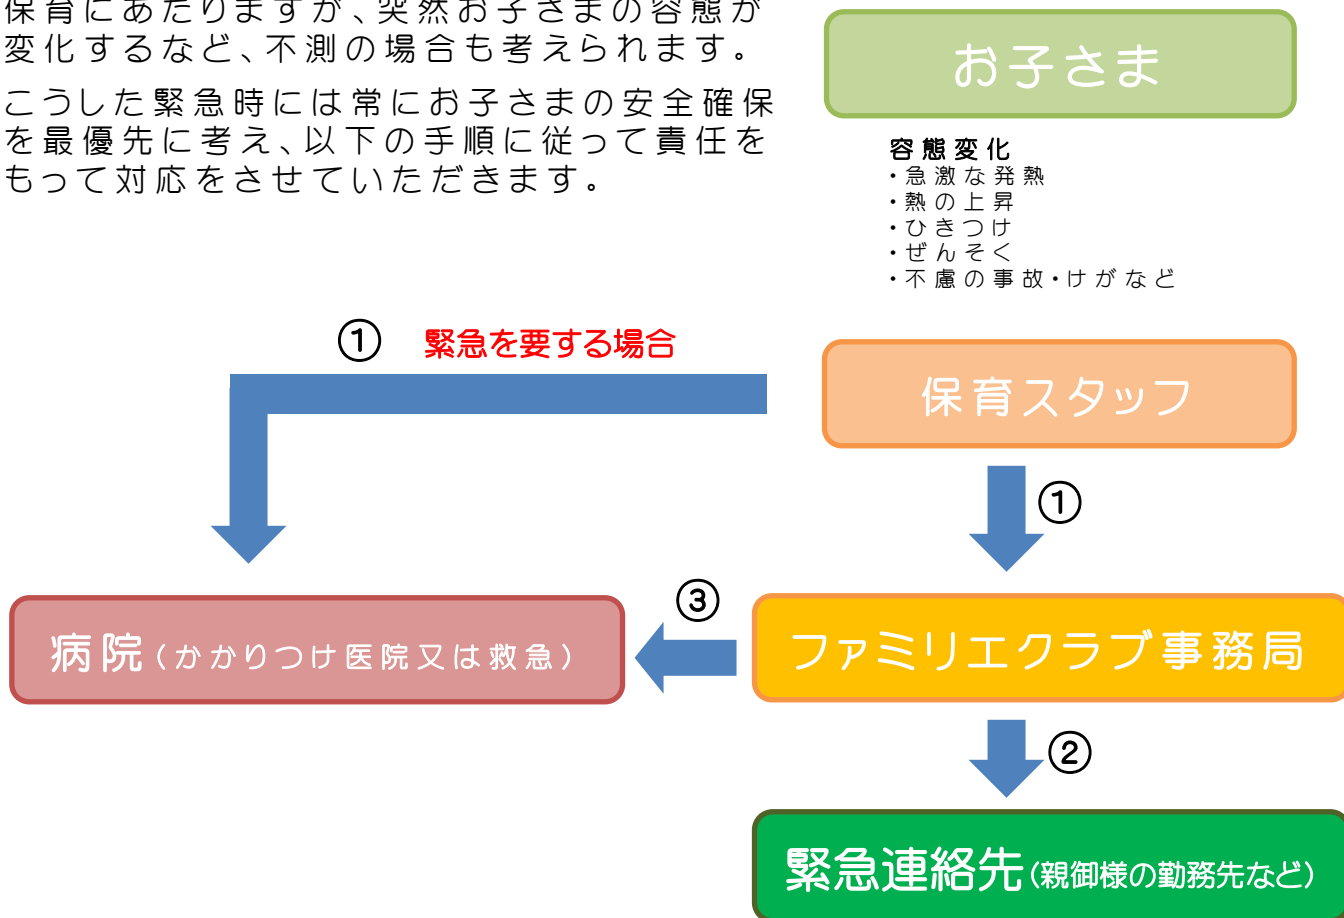 保育にあたりますが、突然お子さまの容態が
変化するなど、不測の場合も考えられます。
こうした緊急時には常にお子さまの安全確保
を最優先に考え、以下の手順に従って責任を
もって対応をさせていただきます。
お子さま
容態変化
・急激な発熱
・熱の上昇
・ひきつけ
・ぜんそく
・不慮の事故・けがなど
① 緊急を要する場合
保育スタッフ
①
病院（かかりつけ医院又は救急）
③
ファミリエクラブ事務局
②
緊急連絡先（親御様の勤務先など）